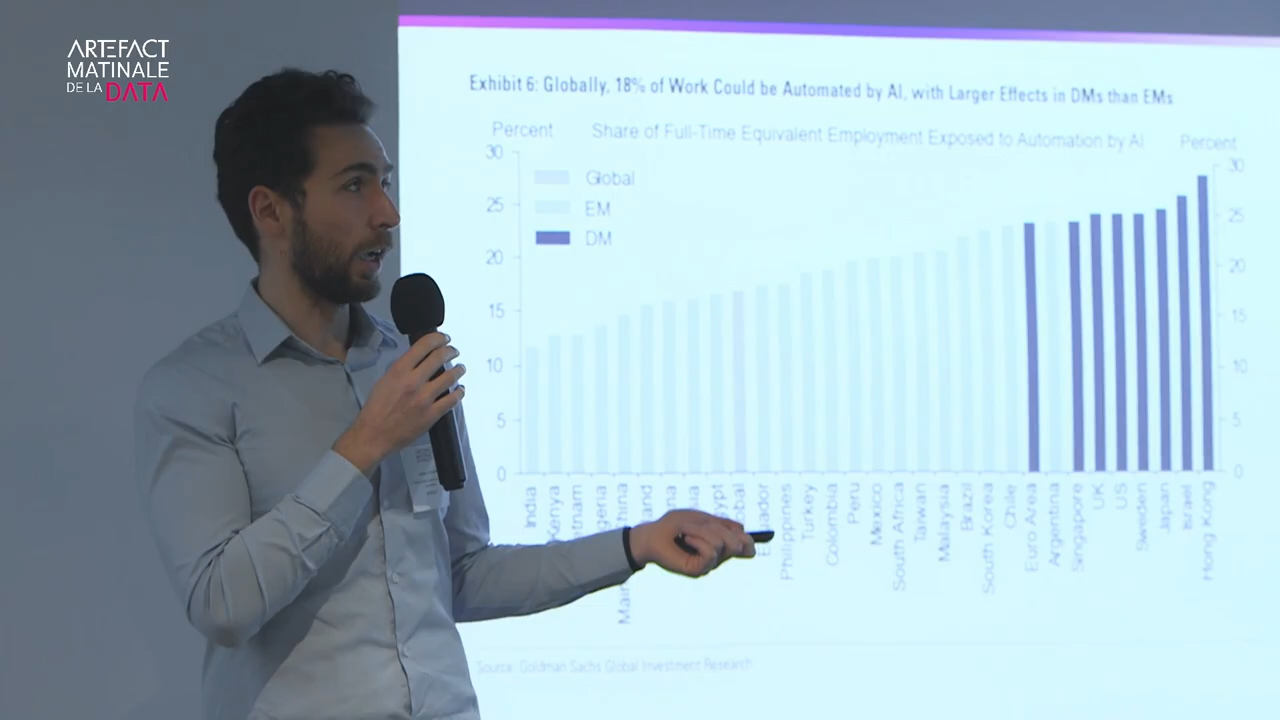 ARTEFACT
MATINALE
DE LA DATA
Exhibit 6: Globally, 18% of Work Could be Automated by AI, with Larger Effects in DMs than EMs
Percent
Share of Full-Time Equivalent Employment Exposed to Automation by AI
Percent
30
25
20
15
10
5
0
Global
EM
DM
30
25
20
15
10
5
0
India
Kenya
Philippines
Turkey
Colombia
Peru
Mexico
South Africa
Taiwan
Malaysia
Brazil
South Korea
Chile
Euro Area
Argentina
Singapore
UK
US
Sweden
Japan
Israel
Hong Kong
Source: Goldman Sachs Global Investment Research